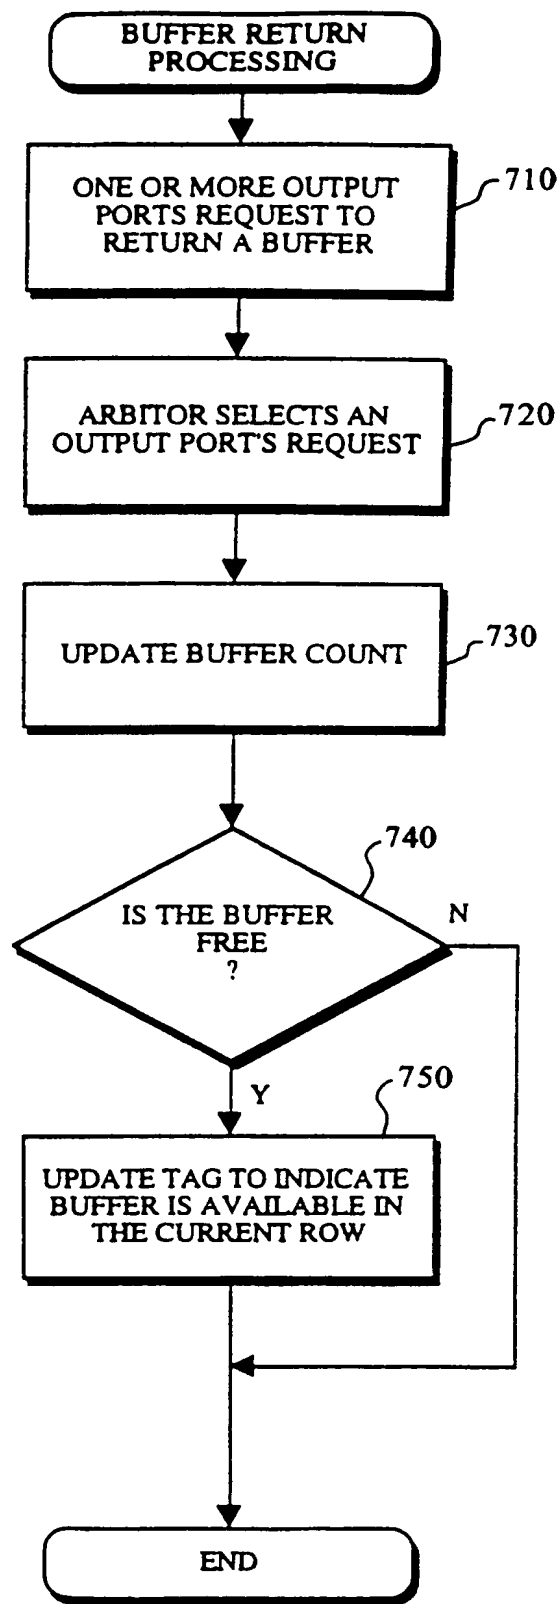 BUFFER RETURN
PROCESSING
ONE OR MORE OUTPUT
PORTS REQUEST TO
RETURN A BUFFER
710
ARBITOR SELECTS AN
OUTPUT PORT'S REQUEST
720
UPDATE BUFFER COUNT
730
740
IS THE BUFFER
FREE
?
N
Y
750
UPDATE TAG TO INDICATE
BUFFER IS AVAILABLE IN
THE CURRENT ROW
END